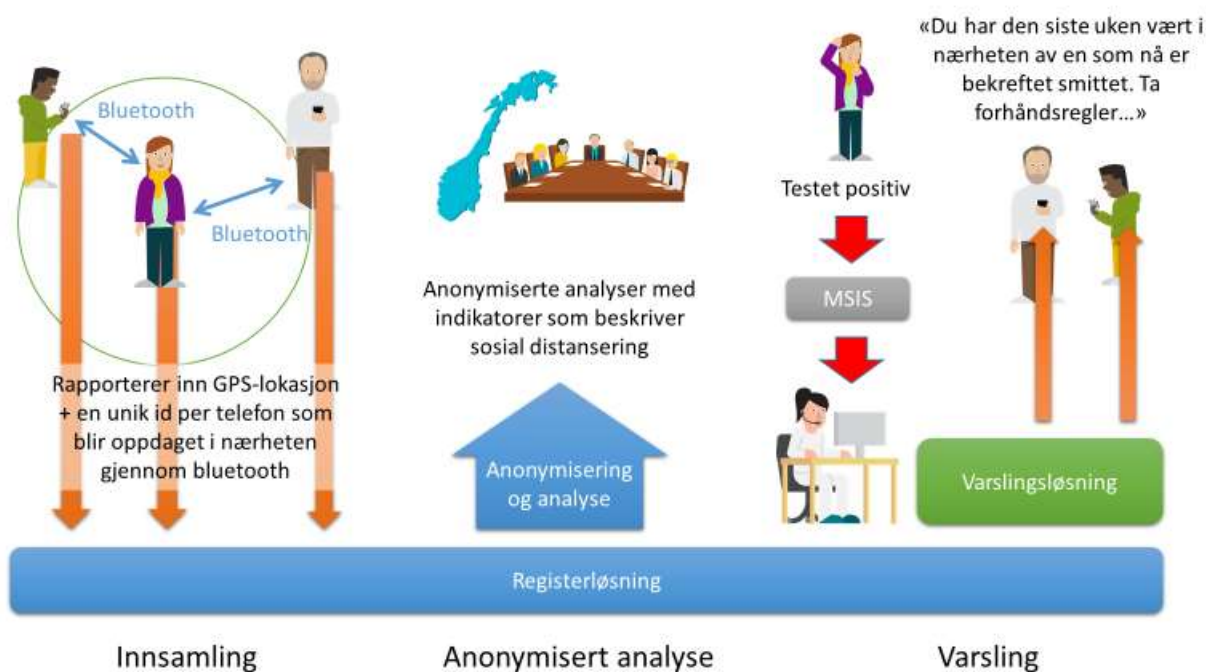 Bluetooth
Bluetooth
Rapporterer inn GPS-lokasjon
+ en unik id per telefon som
blir oppdaget i nærheten
gjennom bluetooth
Anonymiserte analyser med
indikatorer som beskriver
sosial distansering
Anonymisering
og analyse
«Du har den siste uken vært i
nærheten av en som nå er
bekreftet smittet. Ta
forhåndsregler...»
Testet positiv
MSIS
Varslingsløsning
Registerløsning
Innsamling
Anonymisert analyse
Varsling